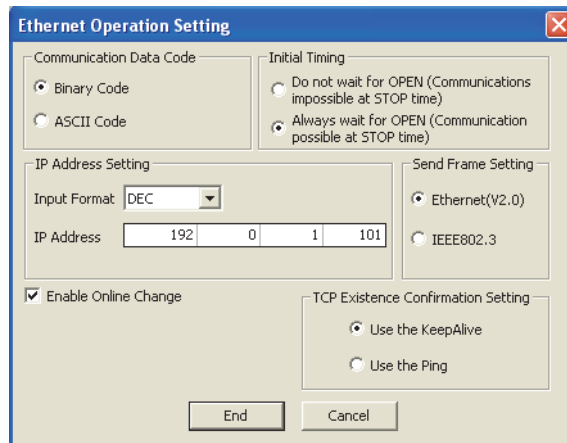 Ethernet Operation Setting
Communication Data Code
Binary Code
ASCII Code
Initial Timing
Do not wait for OPEN (Communications
impossible at STOP time)
Always wait for OPEN (Communication
possible at STOP time)
IP Address Setting
Input Format DEC
IP Address 192 0 1 101
Send Frame Setting
Ethernet(V2.0)
IEEE802.3
Enable Online Change
TCP Existence Confirmation Setting
Use the KeepAlive
Use the Ping
End Cancel